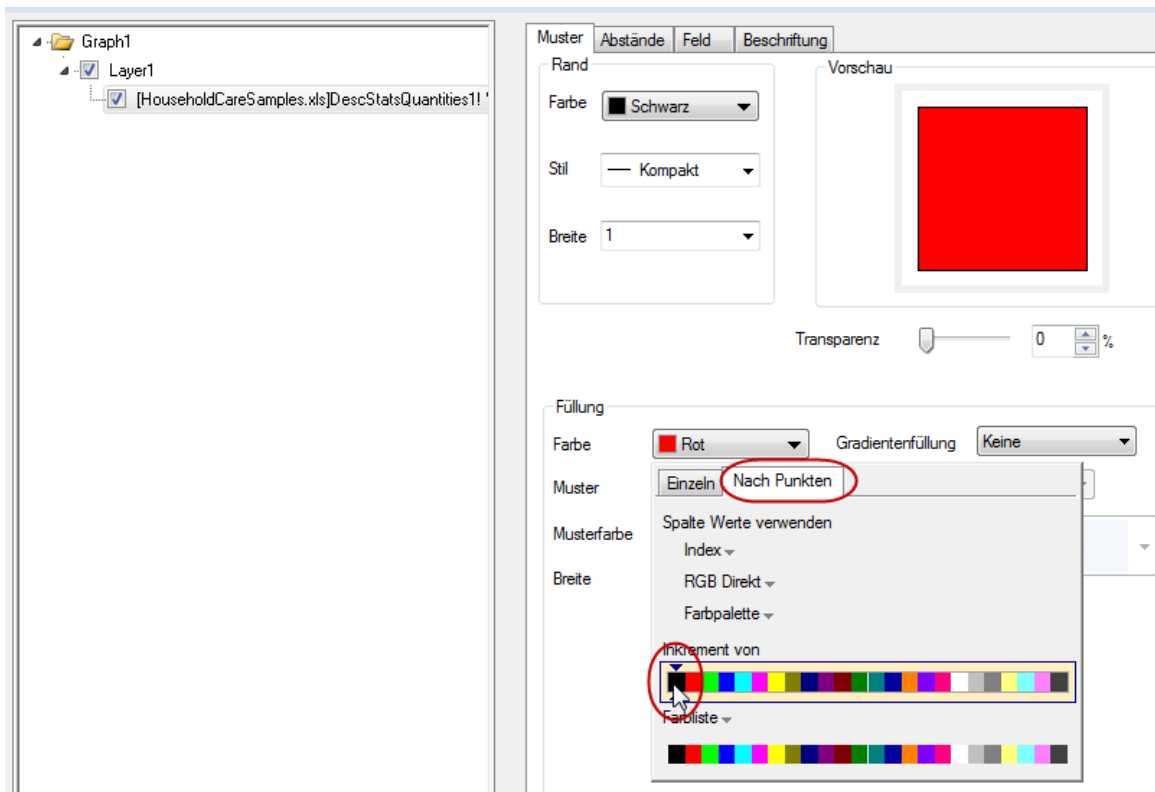 Graph1
Layer1
[HouseholdCareSamples.xls]DescStatsQuantities1!
Muster Abstände Feld Beschriftung
Rand
Farbe Schwarz
Stil Kompakt
Breite 1
Vorschau
Transparenz 0 %
Füllung
Farbe Rot Gradientenfüllung Keine
Muster
Musterfarbe
Breite
Einzeln Nach Punkten
Spalte Werte verwenden
Index
RGB Direkt
Farbpalette
Inkrement von
Farbliste